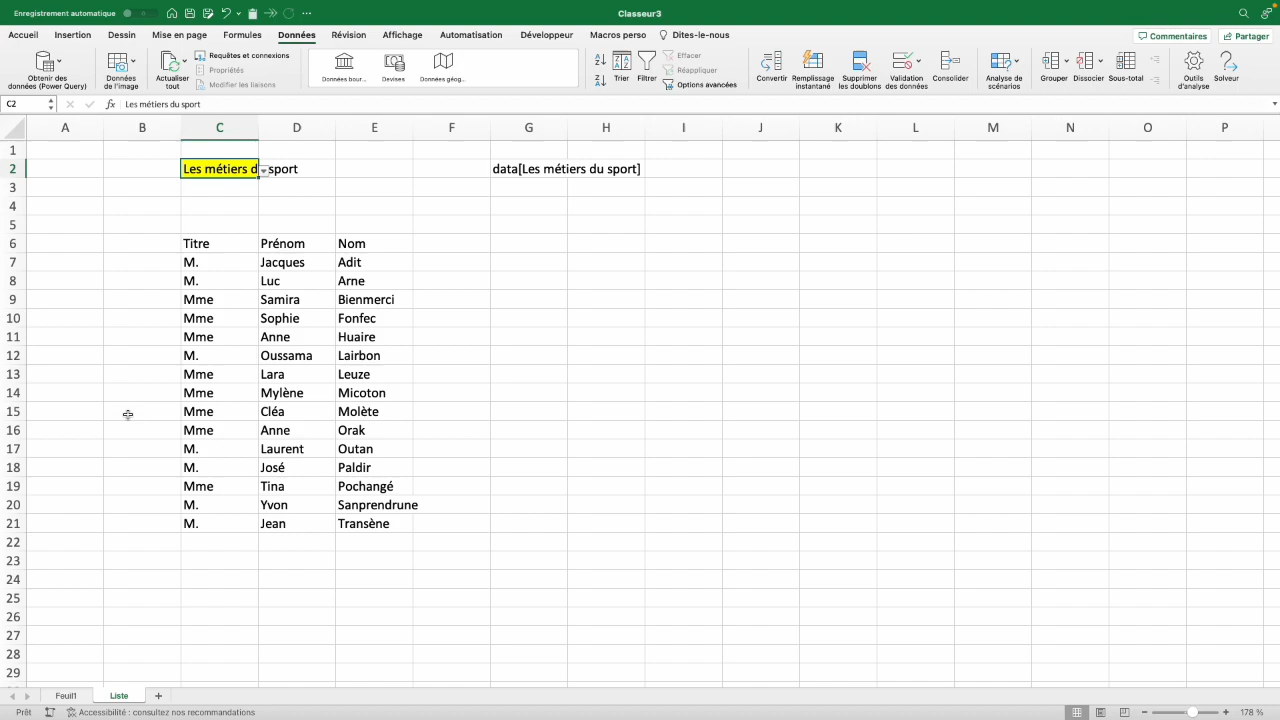 Enregistrement automatique
Classeur3
Accueil Insertion Dessin Mise en page Formules Données Révision Affichage Automatisation Développeur Macros perso Dites-le-nous
Commentaires Partager
Obtenir des données (Power Query)
Données de l'image
Actualiser tout
Requêtes et connexions
Propriétés
Modifier les liaisons
Données bour...
Devises
Données géog...
Trier
Filtrer
Effacer
Réappliquer
Options avancées
Convertir
Remplissage instantané
Supprimer les doublons
Validation des données
Consolider
Analyse de scénarios
Grouper
Dissocier
Sous-total
Outils d'analyse
Solveur
C2 fx Les métiers du sport
A B C D E F G H I J K L M N O P
1
2 Les métiers d sport data[Les métiers du sport]
3
4
5
6 Titre Prénom Nom
7 M. Jacques Adit
8 M. Luc Arne
9 Mme Samira Bienmerci
10 Mme Sophie Fonfec
11 Mme Anne Huaire
12 M. Oussama Lairbon
13 Mme Lara Leuze
14 Mme Mylène Micoton
15 Mme Cléa Molète
16 Mme Anne Orak
17 M. Laurent Outan
18 M. José Paldir
19 Mme Tina Pochangé
20 M. Yvon Sanprendrune
21 M. Jean Transène
22
23
24
25
26
27
28
29
Feuil1 Liste +
Prêt Accessibilité : consultez nos recommandations
178 %